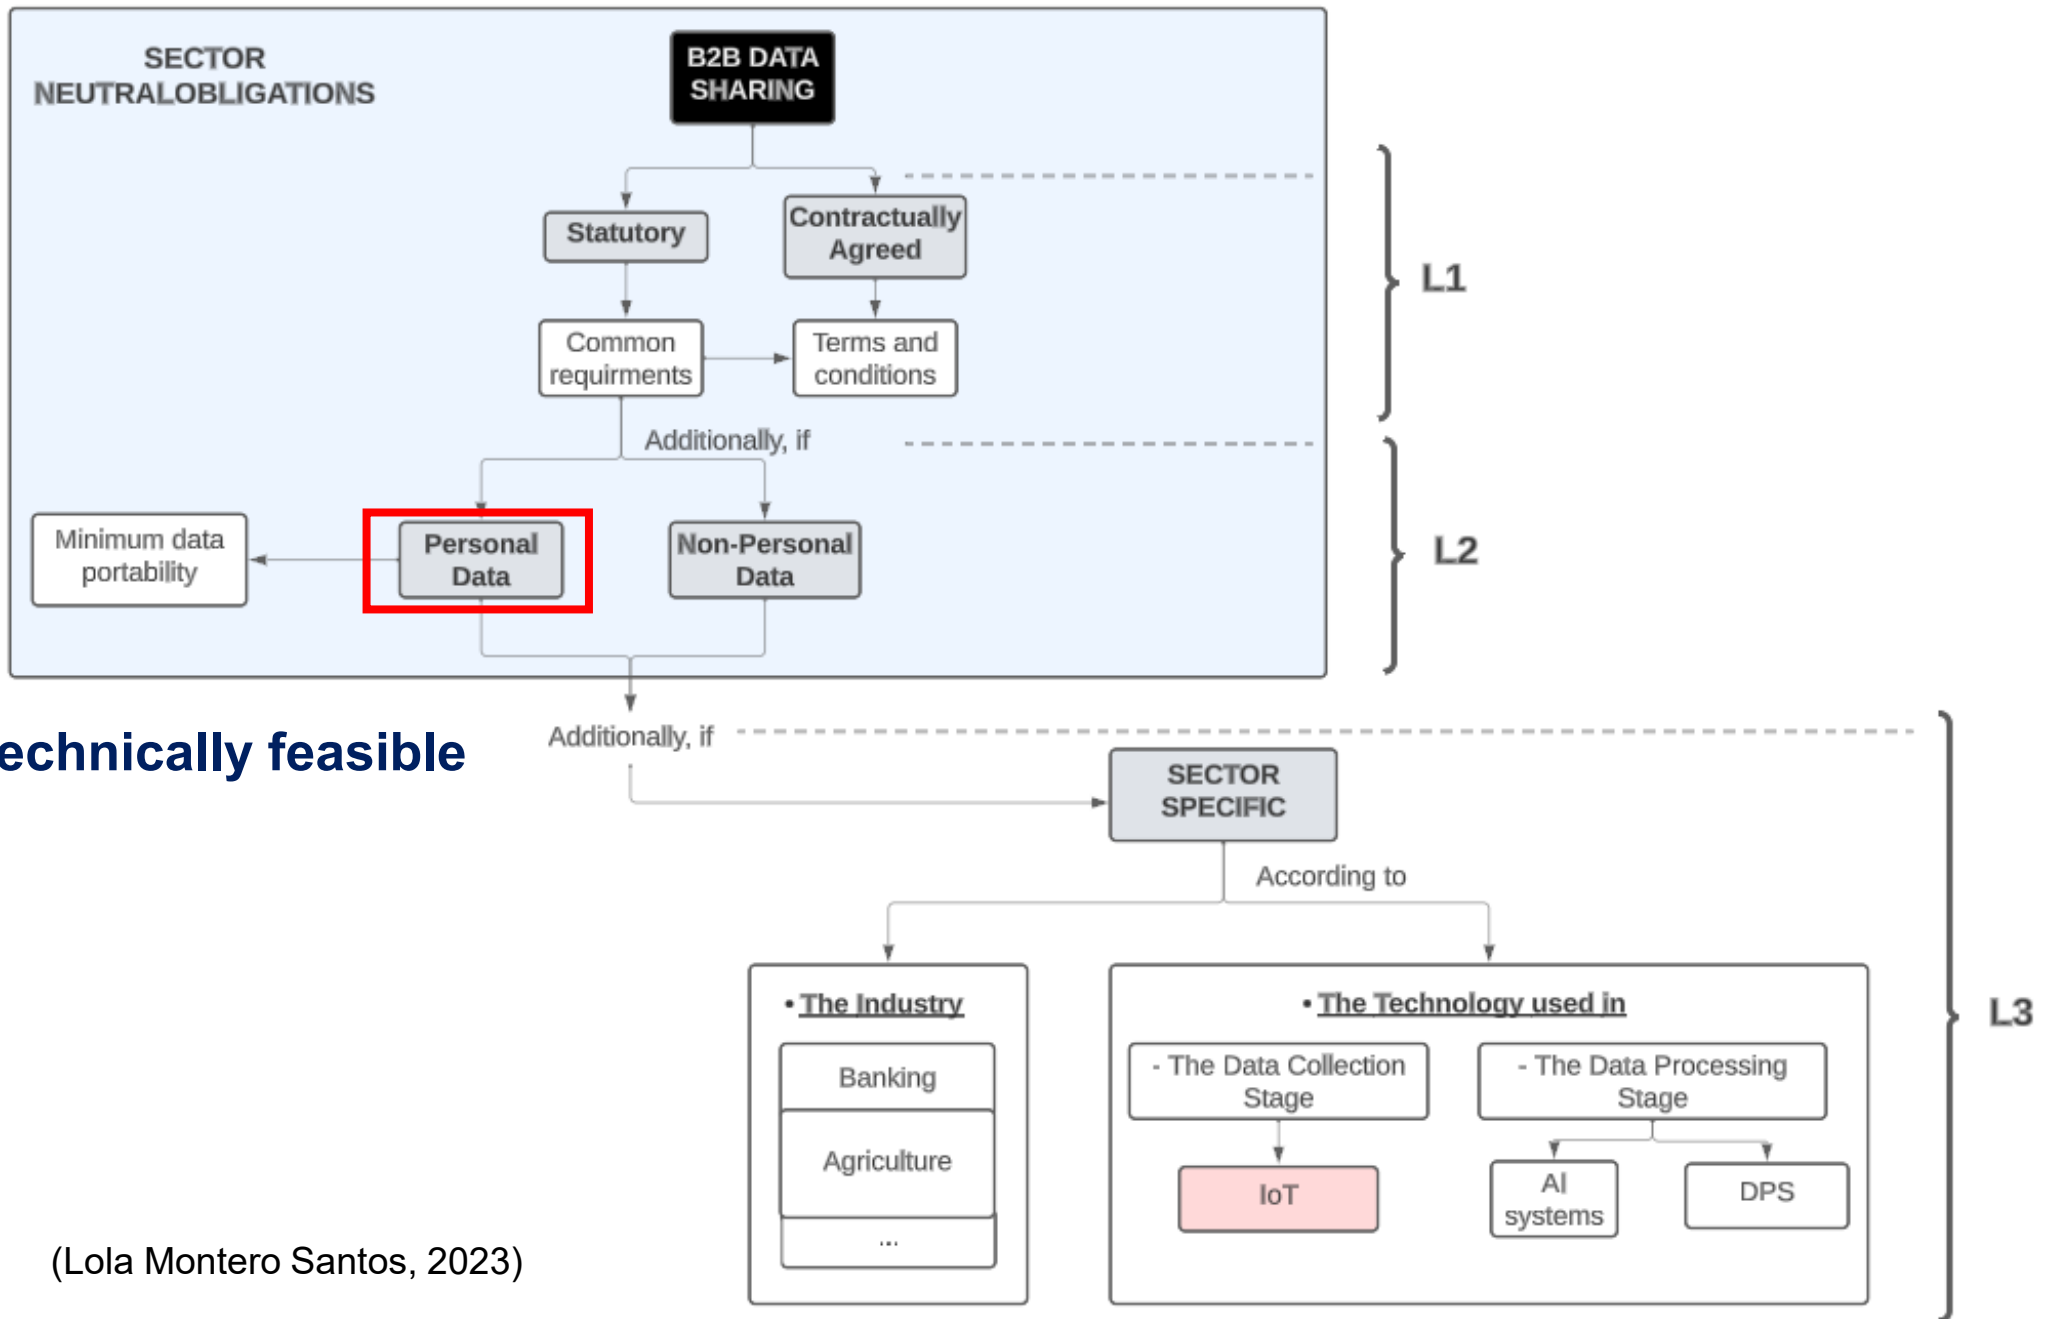 SECTOR
NEUTRALOBLIGATIONS
B2B DATA
SHARING
Statutory
Contractually
Agreed
L1
Common
requirments
Terms and
conditions
Additionally, if
Minimum data
portability
Personal
Data
Non-Personal
Data
L2
echnically feasible
Additionally, if
SECTOR
SPECIFIC
According to
• The Industry
Banking
Agriculture
...
• The Technology used in
- The Data Collection
Stage
IoT
- The Data Processing
Stage
AI
systems
DPS
L3
(Lola Montero Santos, 2023)